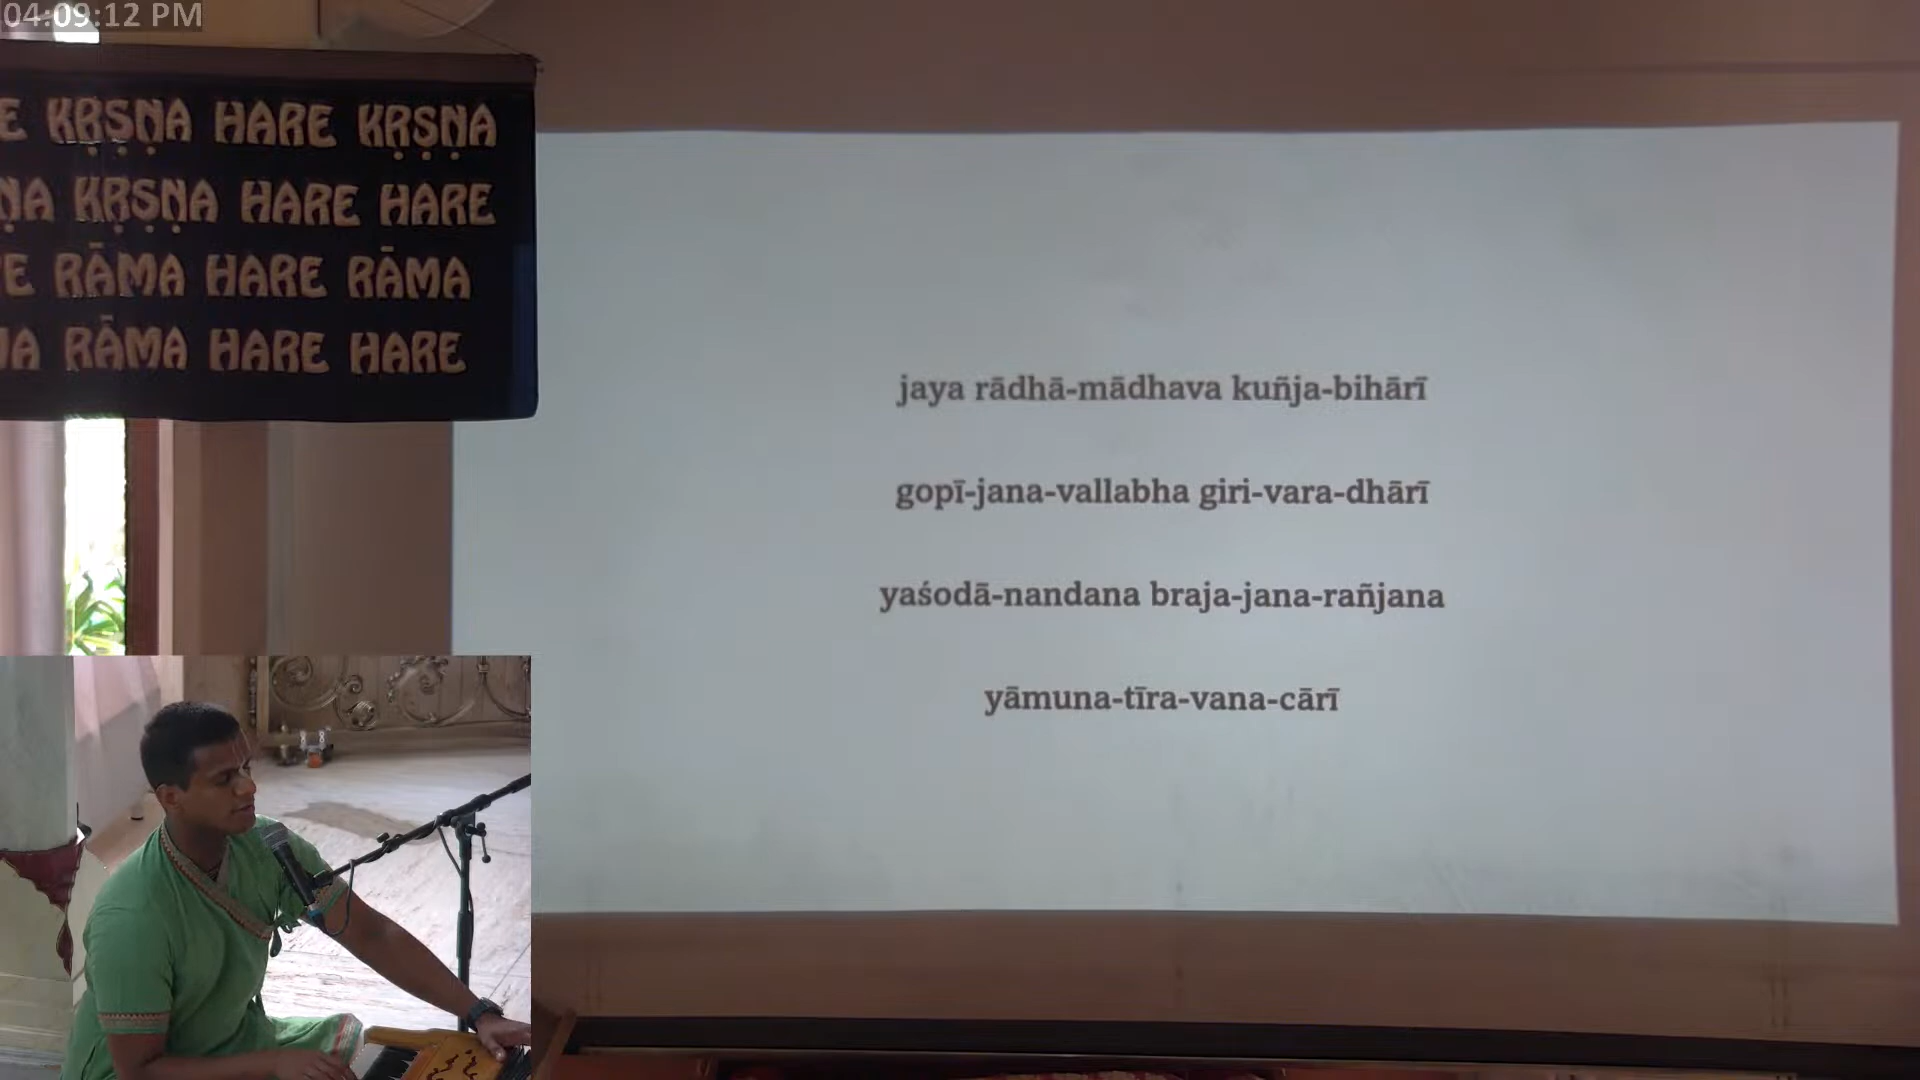 04:09:12 PM
E KṚṢṆA HARE KṚṢṆA
ṆA KṚṢṆA HARE HARE
E RĀMA HARE RĀMA
MA RĀMA HARE HARE
jaya rādhā-mādhava kuñja-bihārī
gopī-jana-vallabha giri-vara-dhārī
yaśodā-nandana braja-jana-rañjana
yāmuna-tīra-vana-cārī